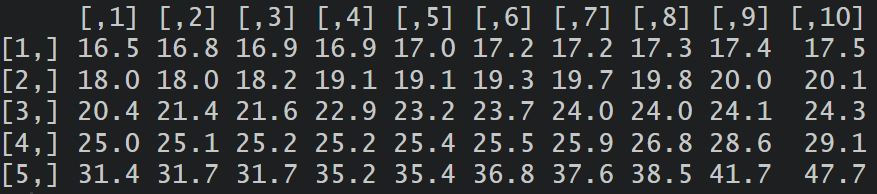 [,1] [,2] [,3] [,4] [,5] [,6] [,7] [,8] [,9] [,10]
[1,] 16.5 16.8 16.9 16.9 17.0 17.2 17.2 17.3 17.4 17.5
[2,] 18.0 18.0 18.2 19.1 19.1 19.3 19.7 19.8 20.0 20.1
[3,] 20.4 21.4 21.6 22.9 23.2 23.7 24.0 24.0 24.1 24.3
[4,] 25.0 25.1 25.2 25.2 25.4 25.5 25.9 26.8 28.6 29.1
[5,] 31.4 31.7 31.7 35.2 35.4 36.8 37.6 38.5 41.7 47.7